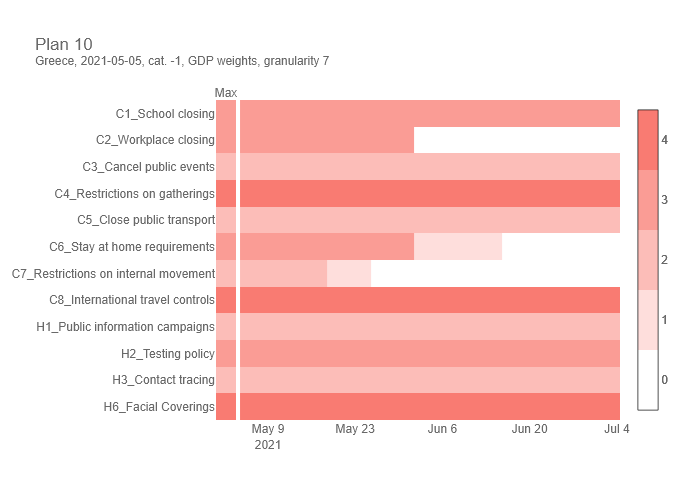 Plan 10
Greece, 2021-05-05, cat. -1, GDP weights, granularity 7
Max
C1_School closing
C2_Workplace closing
C3_Cancel public events
C4_Restrictions on gatherings
C5_Close public transport
C6_Stay at home requirements
C7_Restrictions on internal movement
C8_International travel controls
H1_Public information campaigns
H2_Testing policy
H3_Contact tracing
H6_Facial Coverings
May 9 May 23 Jun 6 Jun 20 Jul 4
2021
4
3
2
1
0